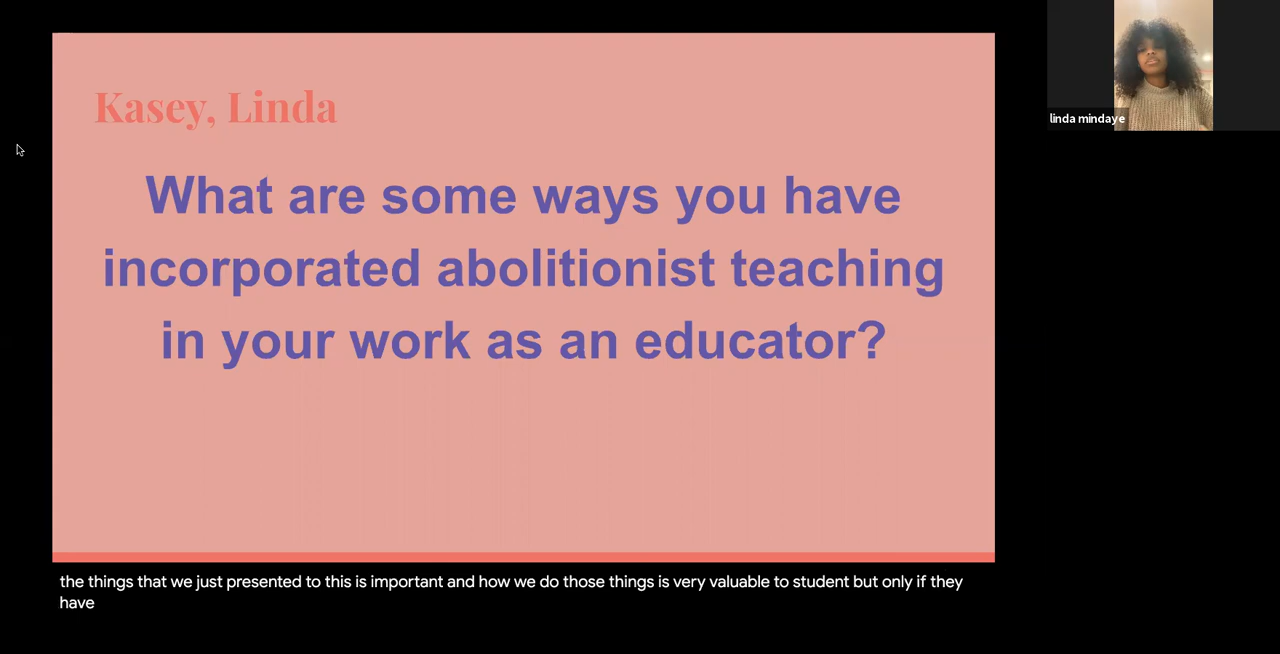 Kasey, Linda
What are some ways you have
incorporated abolitionist teaching
in your work as an educator?
linda mindaye
the things that we just presented to this is important and how we do those things is very valuable to student but only if they
have